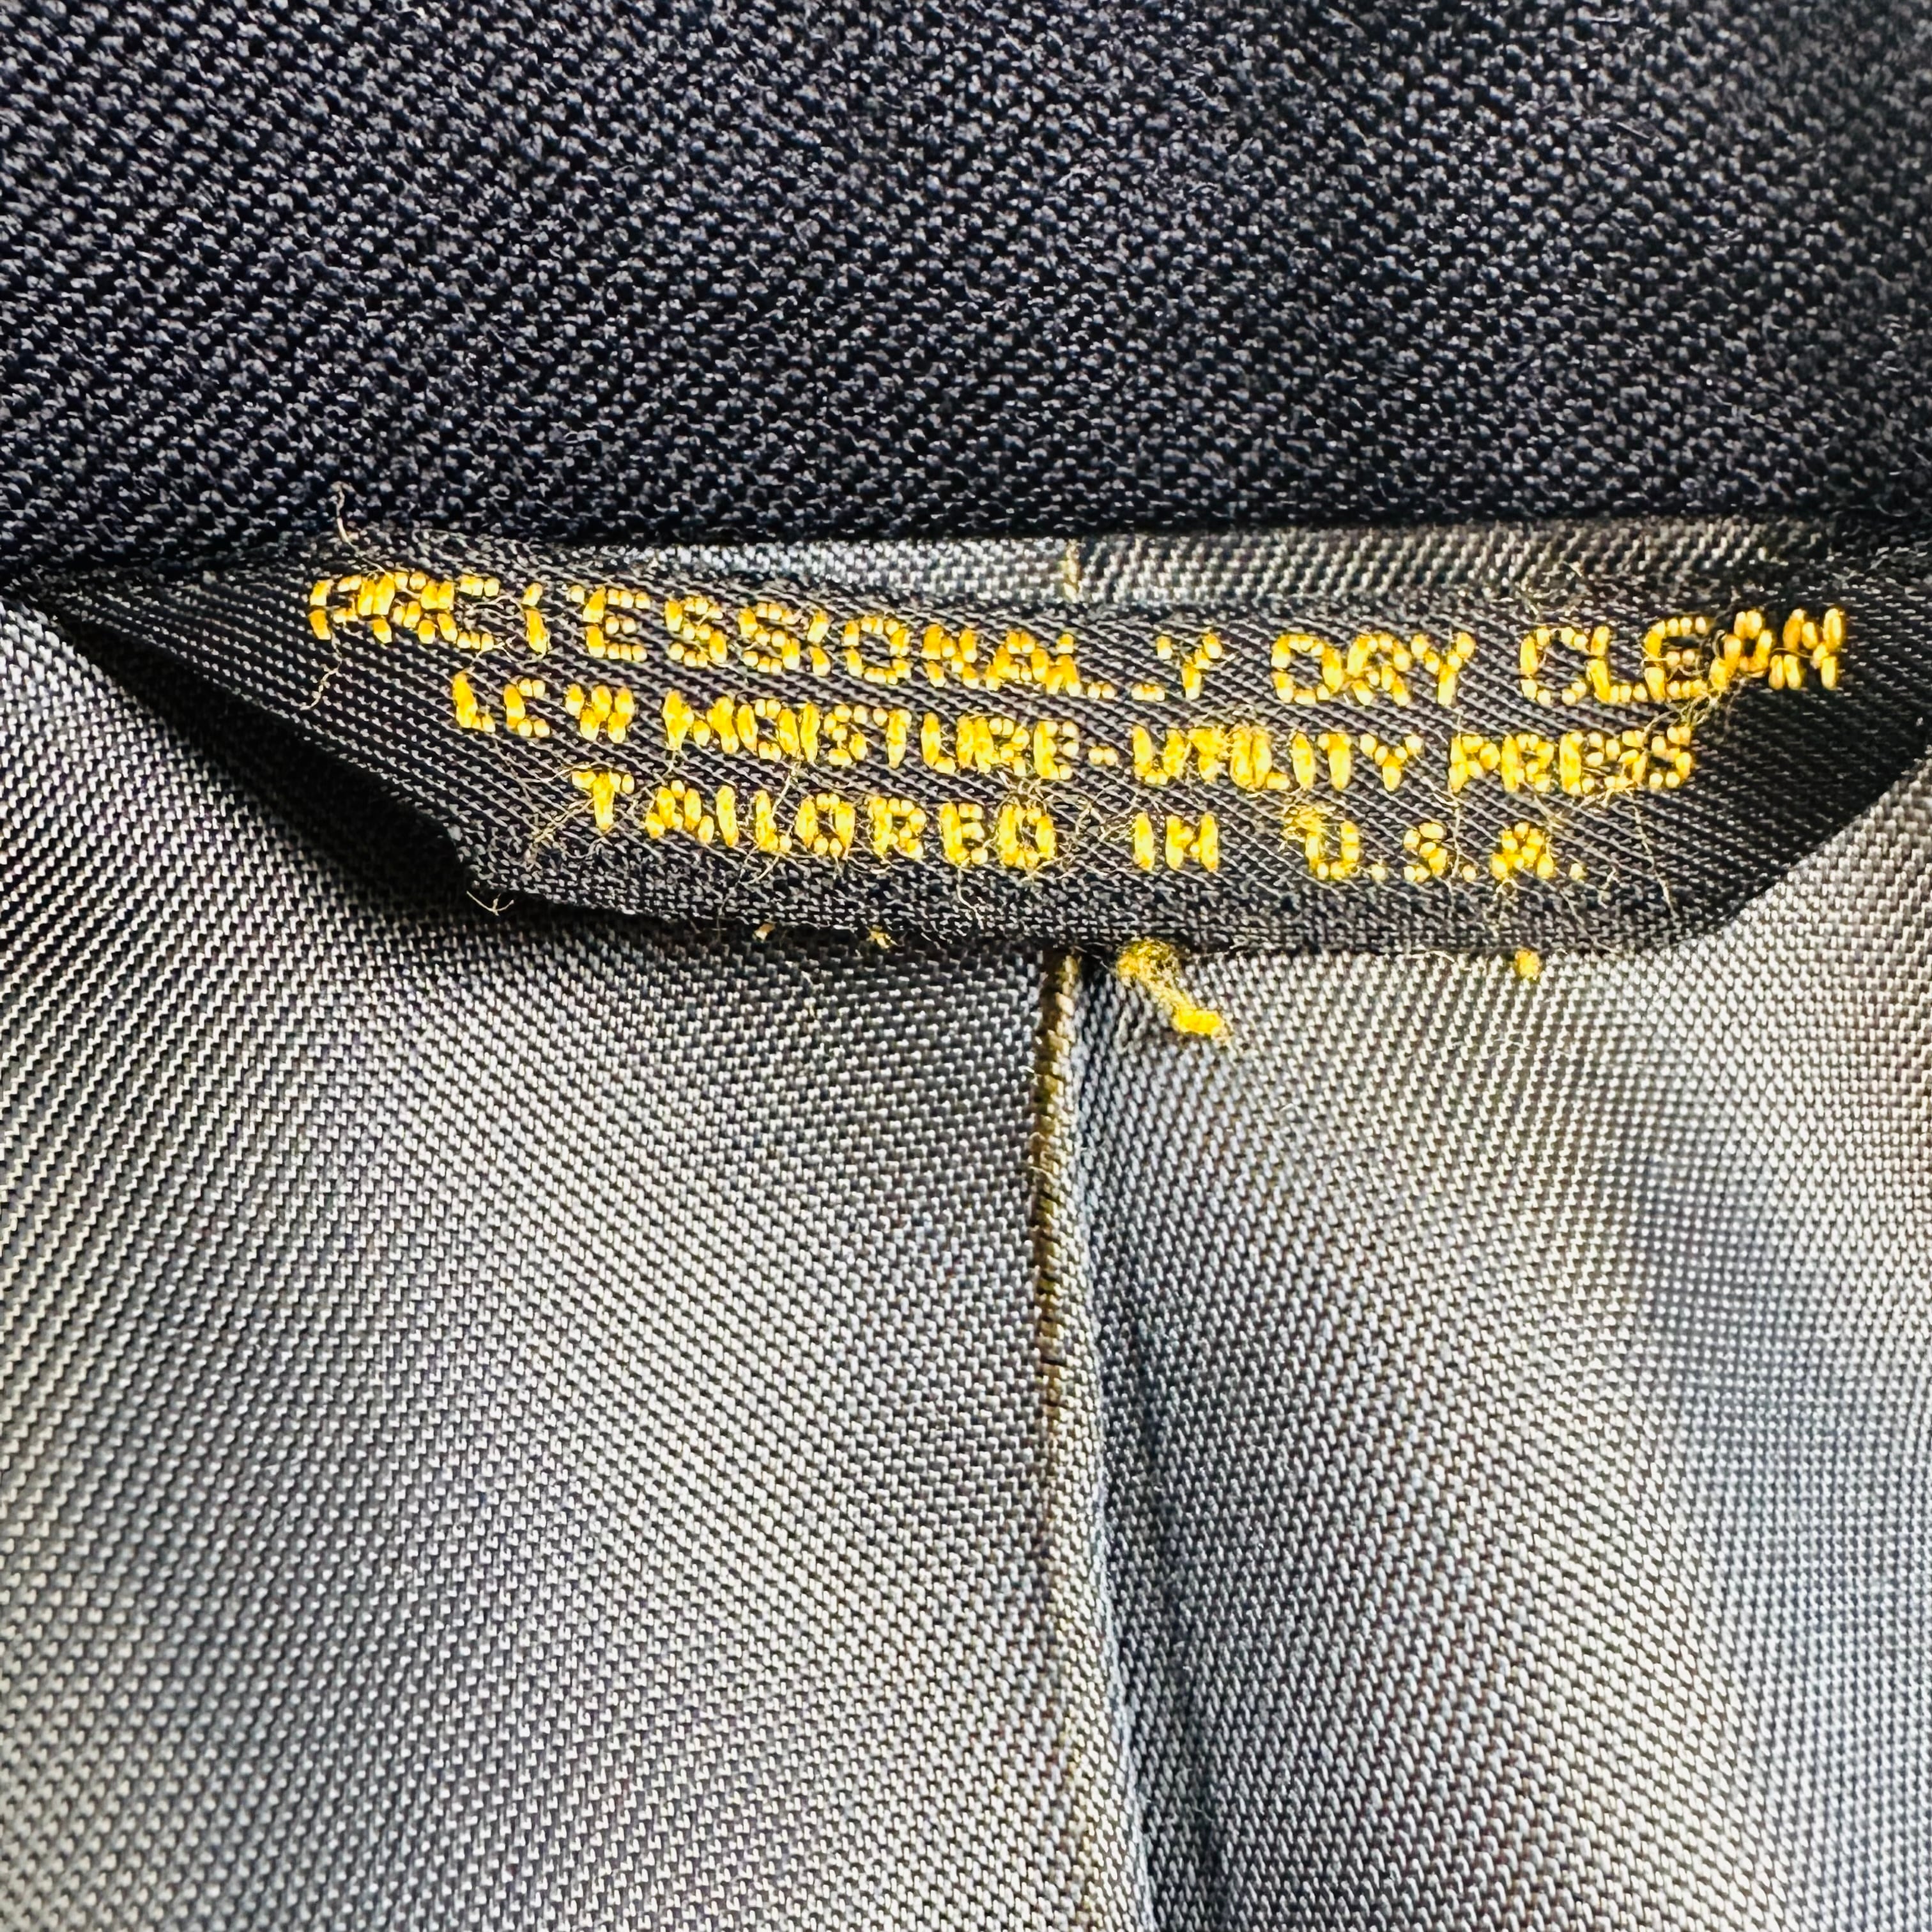 PROFESSIONALLY DRY CLEAN
LOW MOISTURE-UTILITY PRESS
TAILORED IN U.S.A.